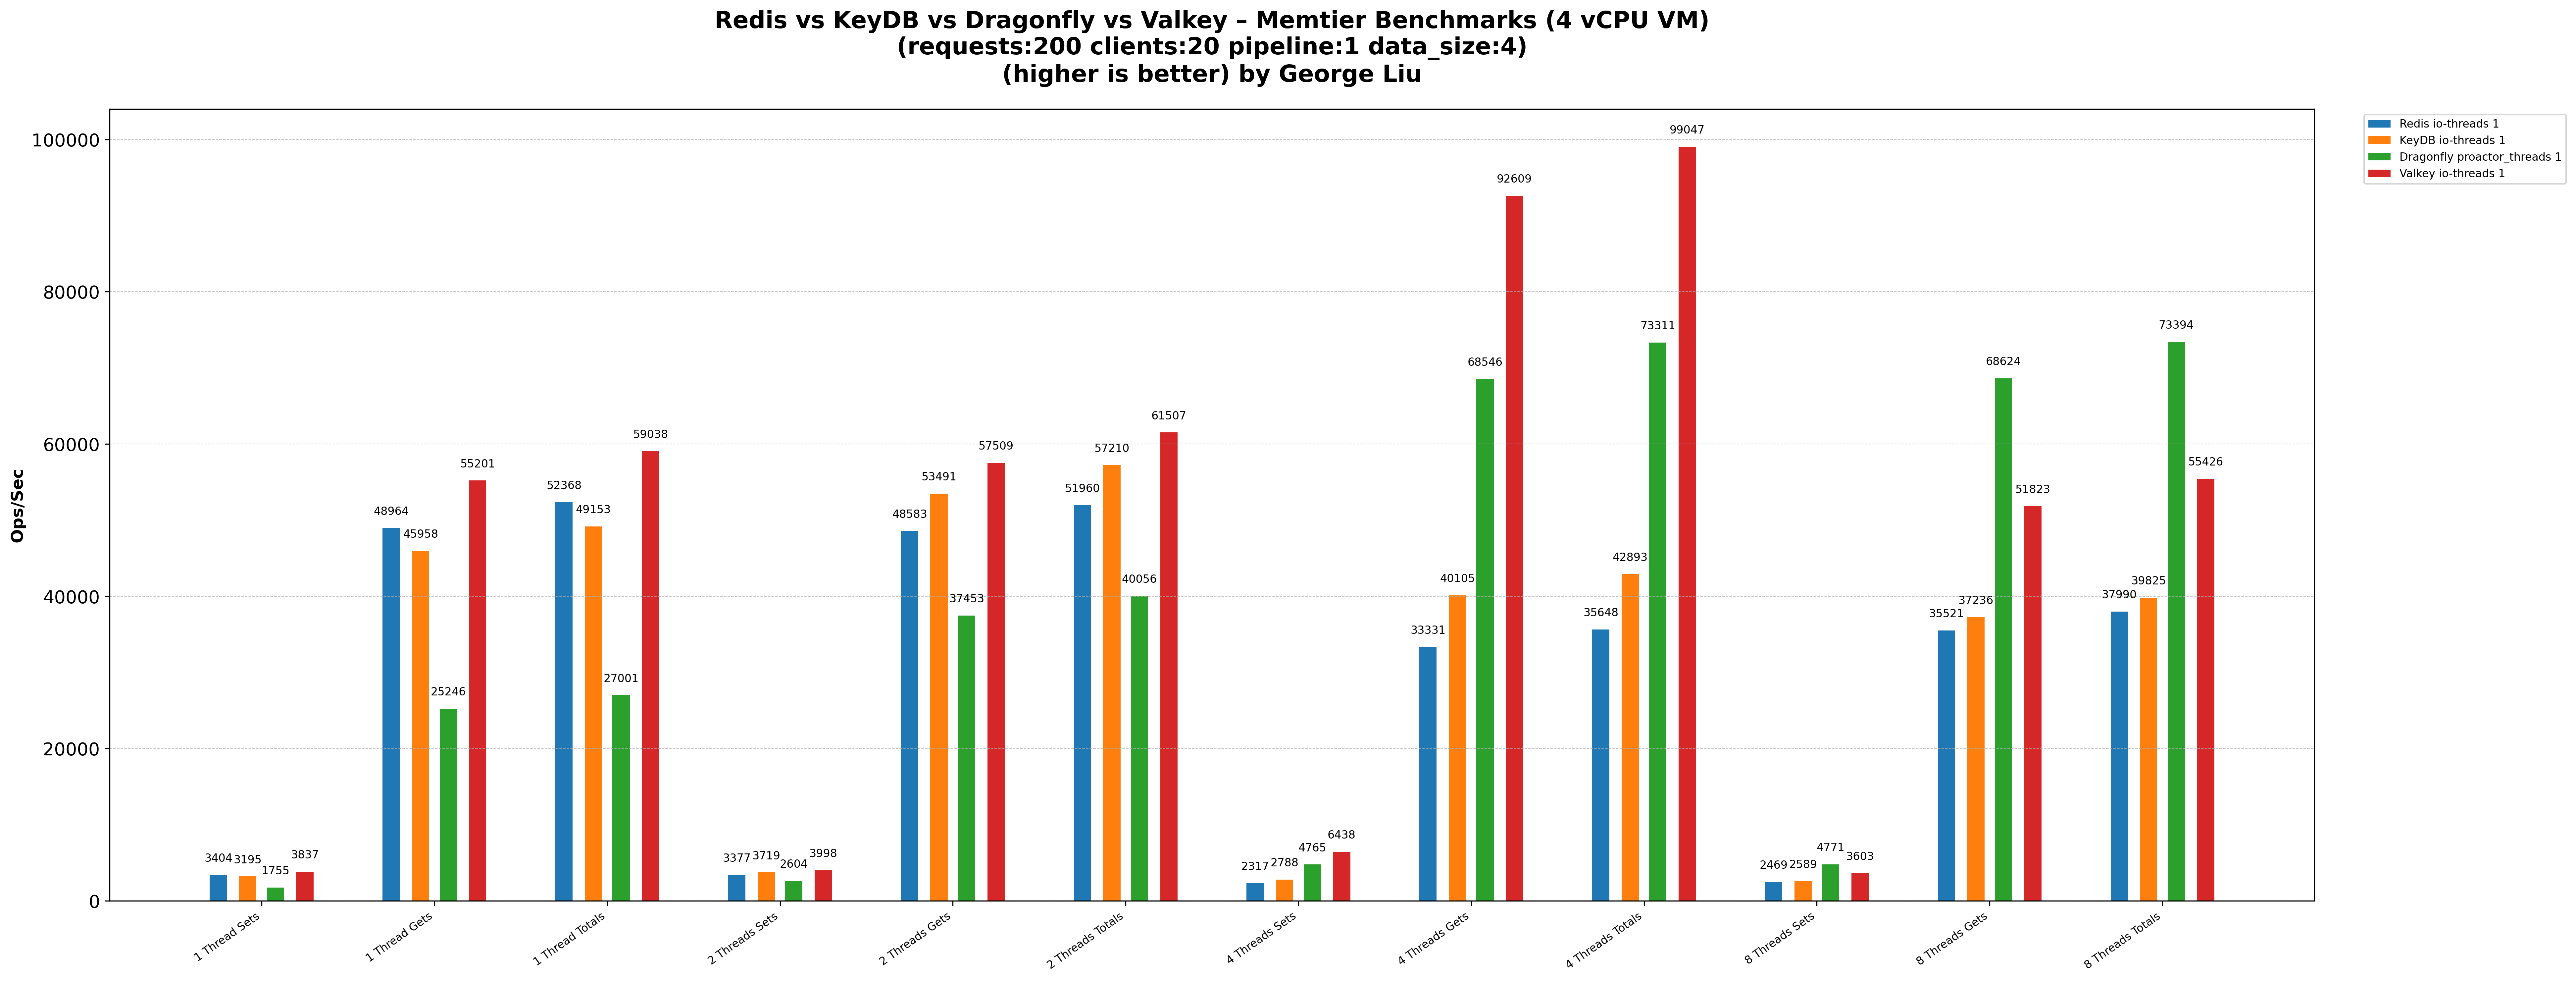 Redis vs KeyDB vs Dragonfly vs Valkey – Memtier Benchmarks (4 vCPU VM)
(requests:200 clients:20 pipeline:1 data_size:4)
(higher is better) by George Liu
Redis io-threads 1
KeyDB io-threads 1
Dragonfly proactor_threads 1
Valkey io-threads 1
Ops/Sec
100000
80000
60000
40000
20000
0
3404
3195
1755
3837
48964
45958
25246
55201
52368
49153
27001
59038
3377
3719
2604
3998
48583
53491
37453
57509
51960
57210
40056
61507
2317
2788
4765
6438
33331
40105
68546
92609
35648
42893
73311
99047
2469
2589
4771
3603
35521
37236
68624
51823
37990
39825
73394
55426
1 Thread Sets
1 Thread Gets
1 Thread Totals
2 Threads Sets
2 Threads Gets
2 Threads Totals
4 Threads Sets
4 Threads Gets
4 Threads Totals
8 Threads Sets
8 Threads Gets
8 Threads Totals